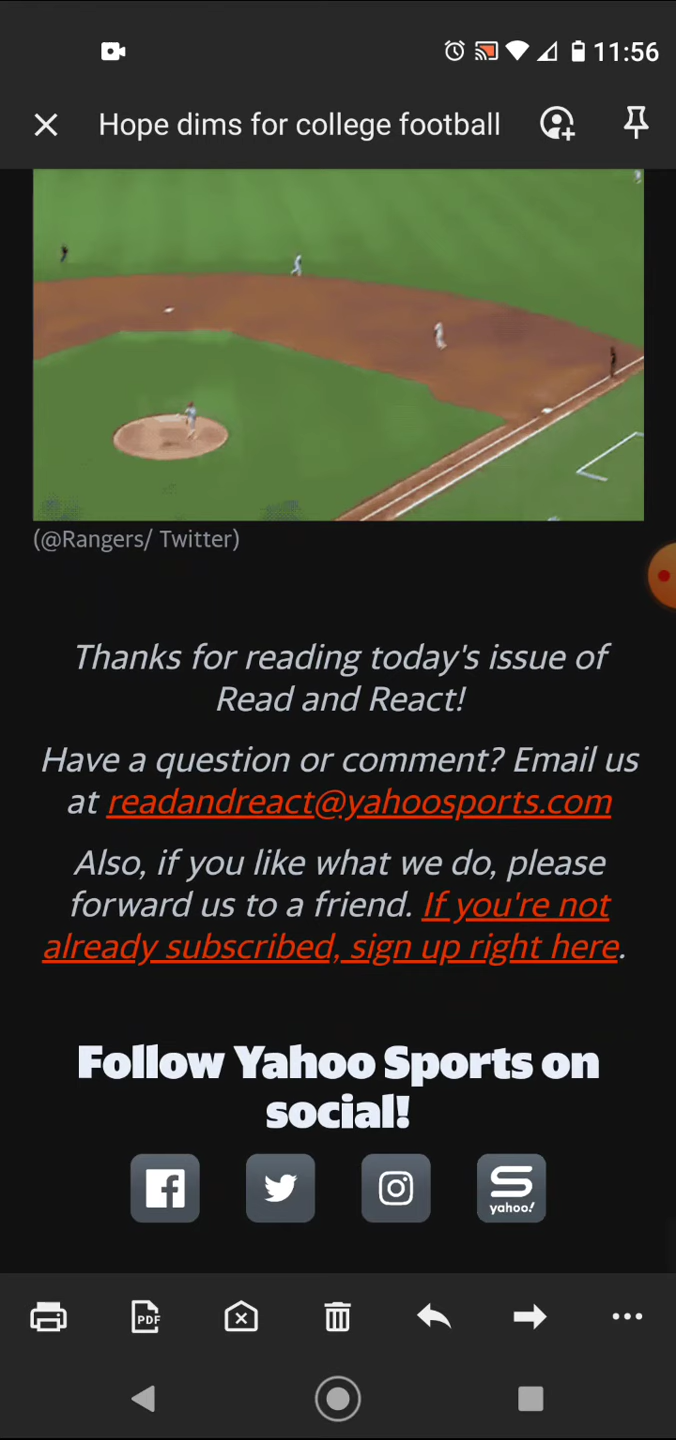 11:56
Hope dims for college football
(@Rangers/ Twitter)
Thanks for reading today's issue of
Read and React!
Have a question or comment? Email us
at readandreact@yahoosports.com
Also, if you like what we do, please
forward us to a friend. If you're not
already subscribed, sign up right here.
Follow Yahoo Sports on
social!
S
yahoo!
PDF